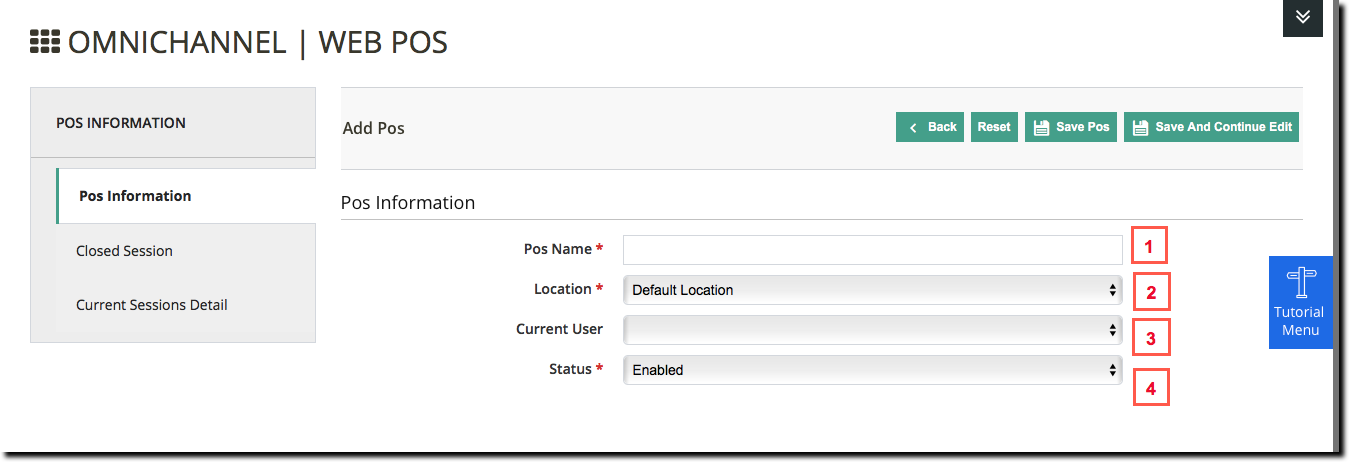 OMNICHANNEL | WEB POS
POS INFORMATION
Pos Information
Closed Session
Current Sessions Detail
Add Pos
Back Reset Save Pos Save And Continue Edit
Pos Information
Pos Name * 1
Location * Default Location 2
Current User 3
Status * Enabled 4
Tutorial
Menu